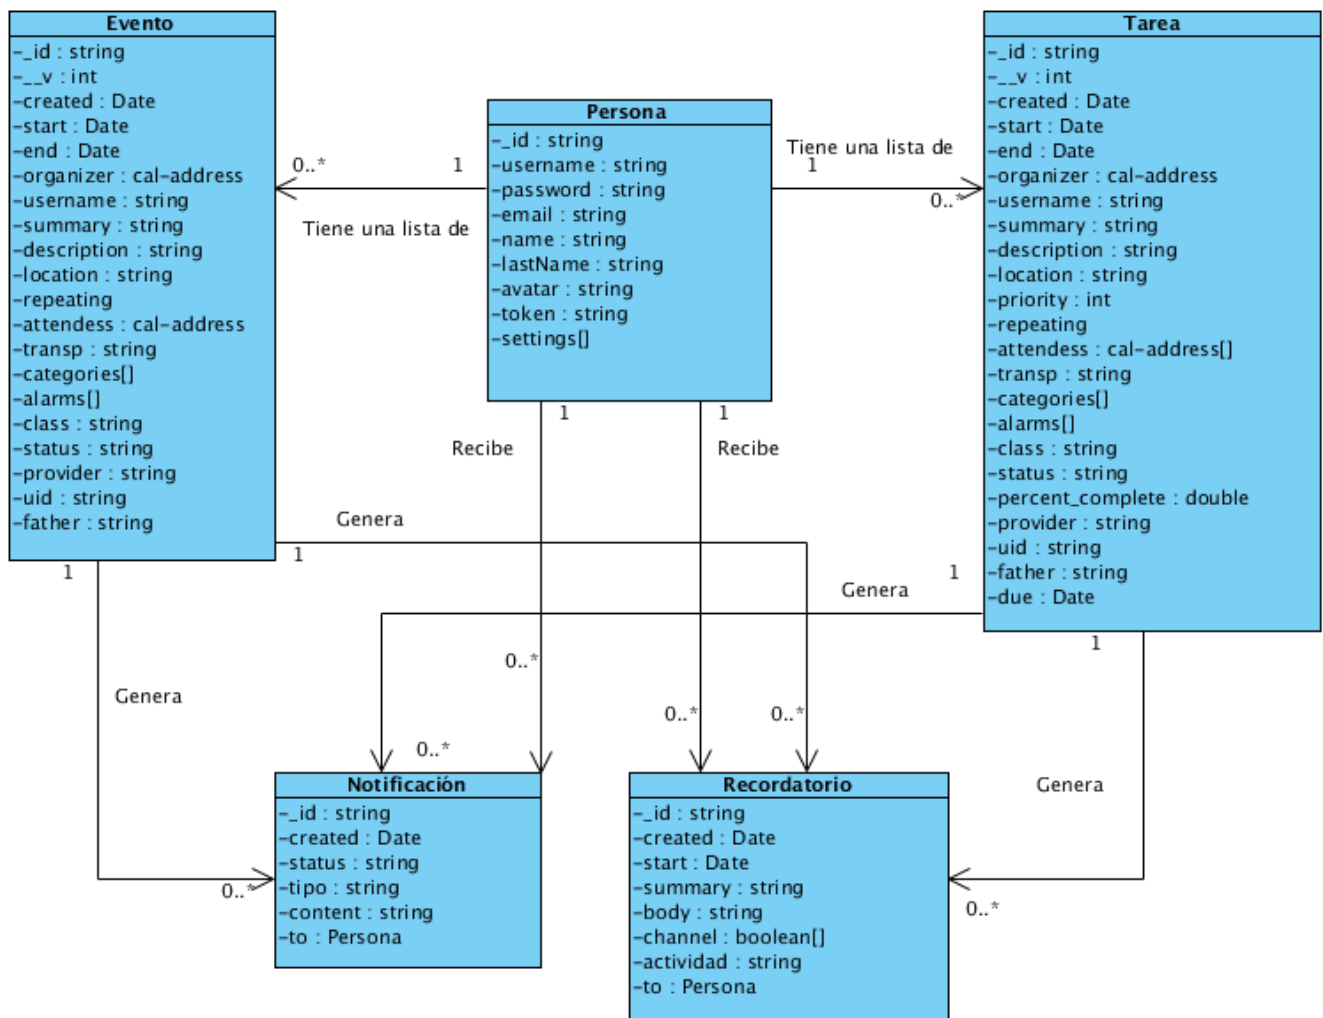 Evento
-_id : string
-__v : int
-created : Date
-start : Date
-end : Date
-organizer : cal-address
-username : string
-summary : string
-description : string
-location : string
-repeating
-attendess : cal-address
-transp : string
-categories[]
-alarms[]
-class : string
-status : string
-provider : string
-uid : string
-father : string
0..*
1
Tiene una lista de
Persona
-_id : string
-username : string
-password : string
-email : string
-name : string
-lastName : string
-avatar : string
-token : string
-settings[]
Tiene una lista de
1
0..*
Tarea
-_id : string
-__v : int
-created : Date
-start : Date
-end : Date
-organizer : cal-address
-username : string
-summary : string
-description : string
-location : string
-priority : int
-repeating
-attendess : cal-address[]
-transp : string
-categories[]
-alarms[]
-class : string
-status : string
-percent_complete : double
-provider : string
-uid : string
-father : string
-due : Date
1
1
Recibe
Recibe
Genera
1
1
1
Genera
1
0..*
Genera
0..*
0..*
0..*
Genera
0..*
0..*
Notificación
-_id : string
-created : Date
-status : string
-tipo : string
-content : string
-to : Persona
Recordatorio
-_id : string
-created : Date
-start : Date
-summary : string
-body : string
-channel : boolean[]
-actividad : string
-to : Persona